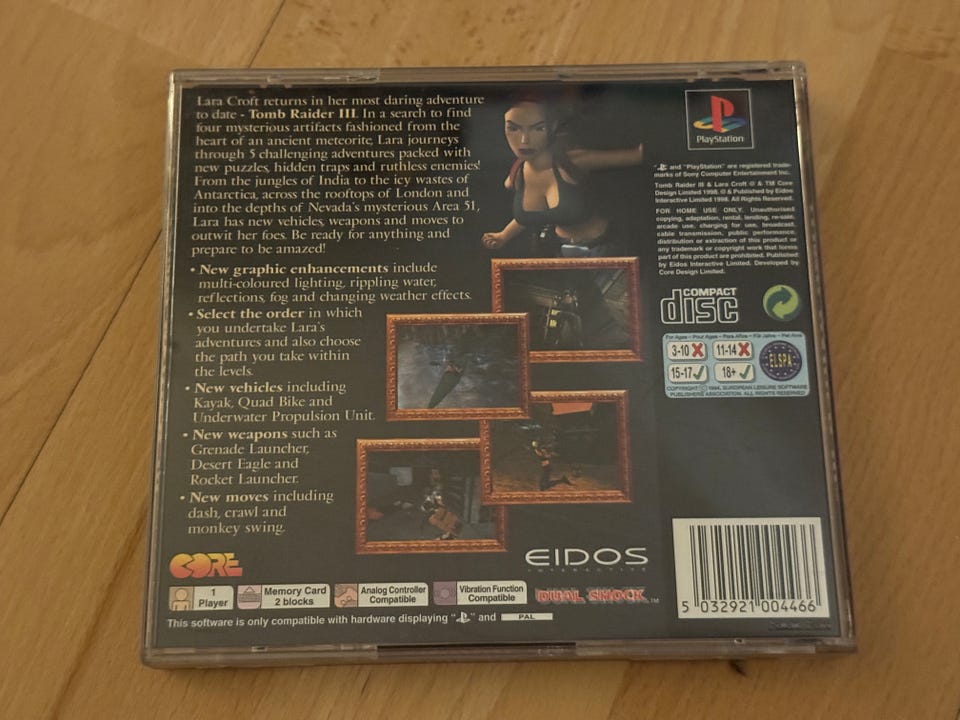 Lara Croft returns in her most daring adventure
to date - Tomb Raider III. In a search to find
four mysterious artifacts fashioned from the
heart of an ancient meteorite, Lara journeys
through 5 challenging adventures packed with
new puzzles, hidden traps and ruthless enemies!
From the jungles of India to the icy wastes of
Antarctica, across the rooftops of London and
into the depths of Nevada's mysterious Area 51,
Lara has new vehicles, weapons and moves to
outwit her foes. Be ready for anything and
prepare to be amazed!
• New graphic enhancements include
multi-coloured lighting, rippling water,
reflections, fog and changing weather effects.
• Select the order in which
you undertake Lara's
adventures and also choose
the path you take within
the levels.
• New vehicles including
Kayak, Quad Bike and
Underwater Propulsion Unit.
• New weapons such as
Grenade Launcher,
Desert Eagle and
Rocket Launcher.
• New moves including
dash, crawl and
monkey swing.
PlayStation
" " and "PlayStation" are registered trade-
marks of Sony Computer Entertainment Inc.
Tomb Raider III & Lara Croft © & TM Core
Design Limited 1998. © & Published by Eidos
Interactive Limited 1998. All Rights Reserved.
FOR HOME USE ONLY. Unauthorised
copying, adaptation, rental, lending, re-sale,
arcade use, charging for use, broadcast,
cable transmission, public performance,
distribution or extraction of this product or
any trademark or copyright work that forms
part of this product are prohibited. Published
by Eidos Interactive Limited. Developed by
Core Design Limited.
COMPACT
disc
For Ages - Pour Ages - Para Años - Für Jahre - Per Anni
3-10 11-14
15-17 18+
ELSPA
COPYRIGHT © 1994, EUROPEAN LEISURE SOFTWARE
PUBLISHERS ASSOCIATION. ALL RIGHTS RESERVED
CORE
EIDOS
INTERACTIVE
1
Player
Memory Card
2 blocks
Analog Controller
Compatible
Vibration Function
Compatible
DUAL SHOCK™
This software is only compatible with hardware displaying " " and PAL
5 032921 004466